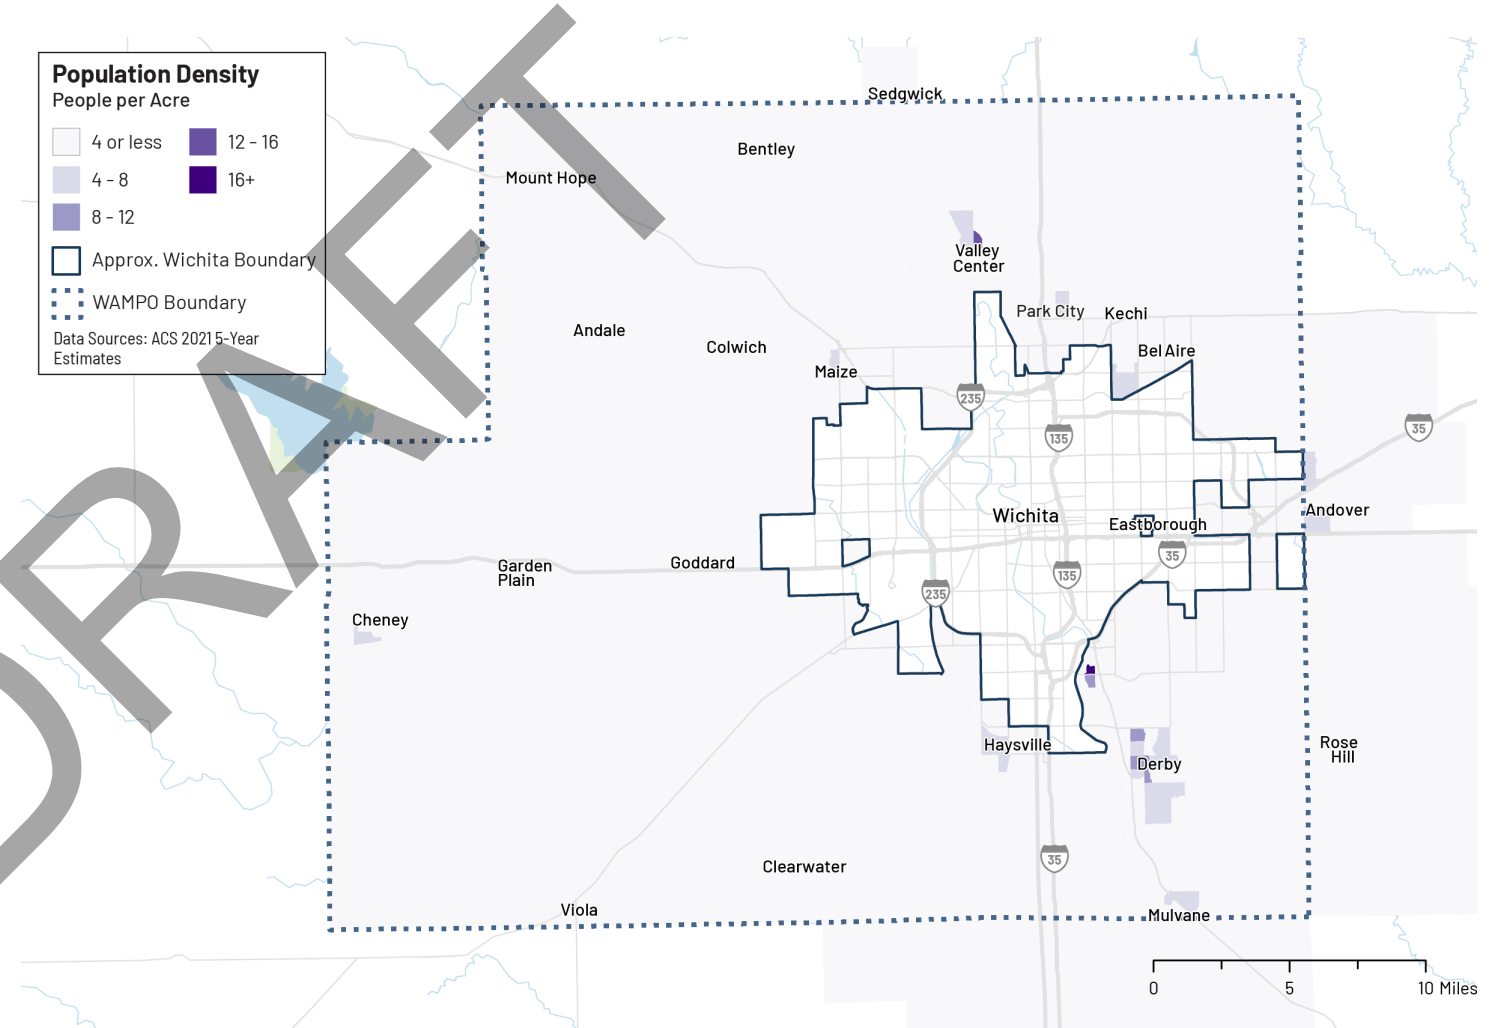 Population Density
People per Acre
4 or less
12 - 16
4 - 8
16+
8 - 12
Approx. Wichita Boundary
WAMPO Boundary
Data Sources: ACS 2021 5-Year
Estimates
DRAFT
Sedgwick
Bentley
Mount Hope
Valley
Center
Park City
Kechi
Andale
Colwich
Bel Aire
Maize
235
135
35
Wichita
Andover
Eastborough
35
Goddard
Garden
Plain
135
235
Cheney
Haysville
Rose
Hill
Derby
35
Clearwater
Viola
Mulvane
0
5
10 Miles